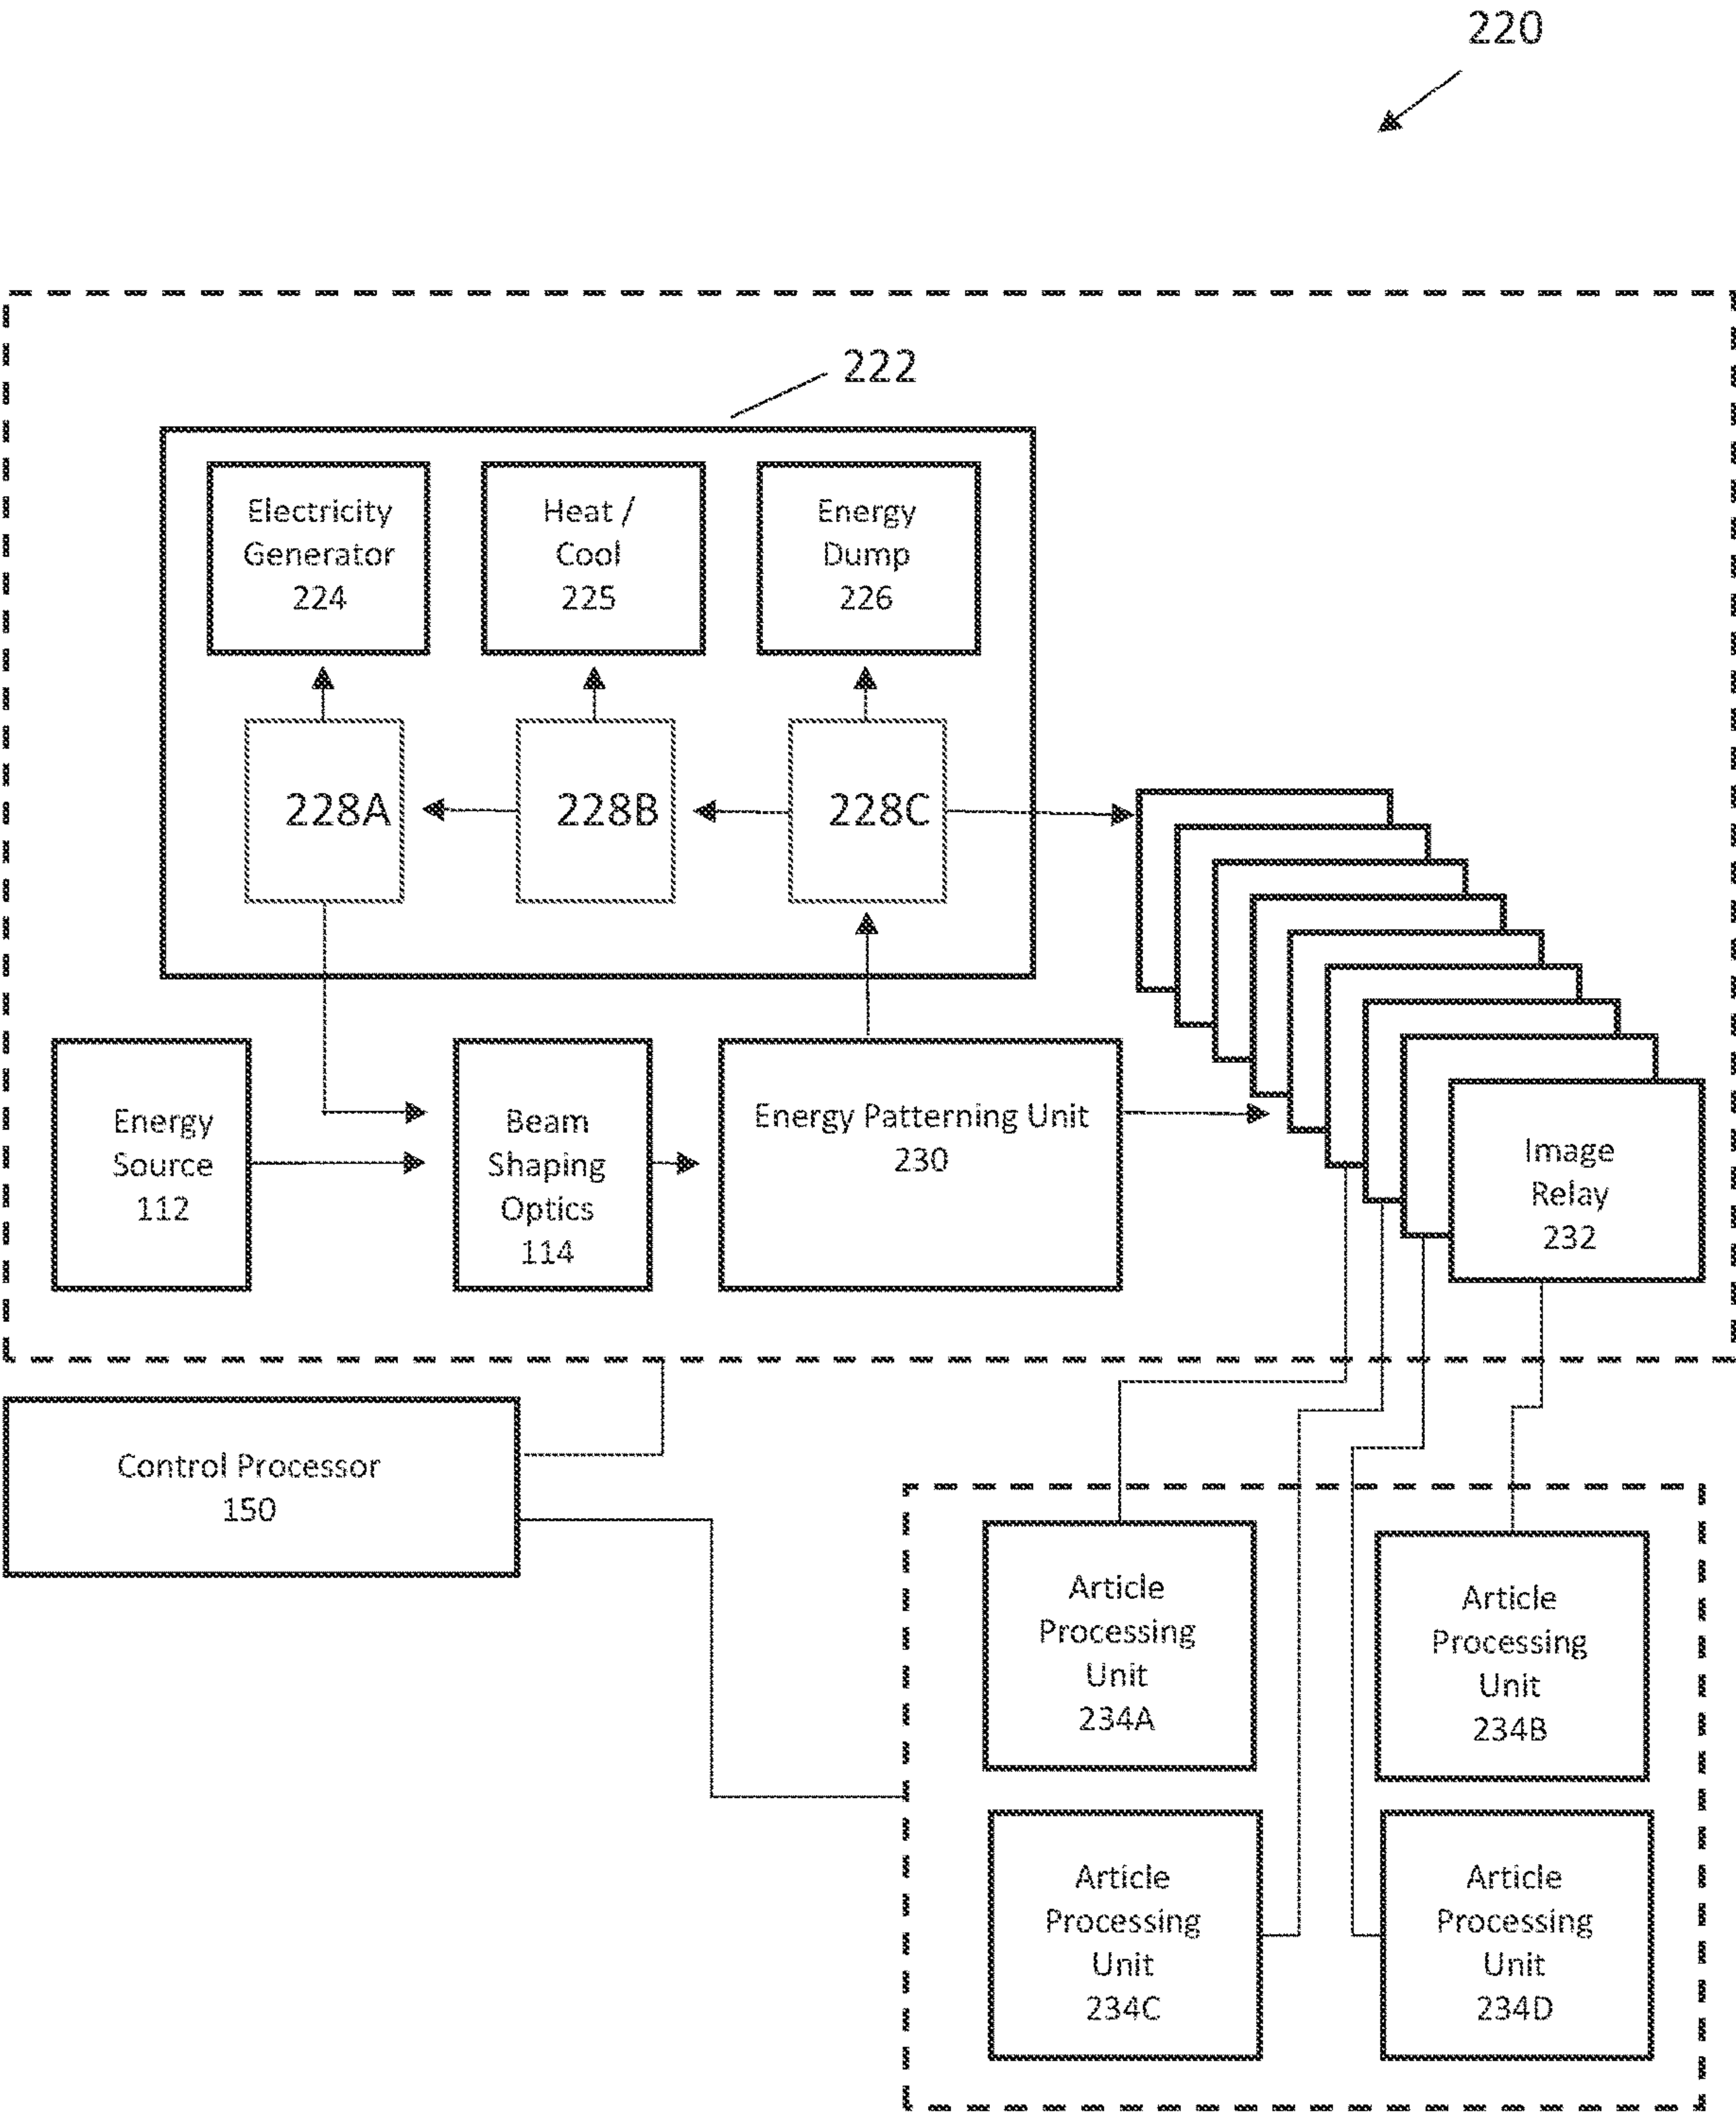 220
222
Electricity
Generator
224
Heat /
Cool
225
Energy
Dump
226
228A
228B
228C
Energy
Source
112
Beam
Shaping
Optics
114
Energy Patterning Unit
230
Image
Relay
232
Control Processor
150
Article
Processing
Unit
234A
Article
Processing
Unit
234B
Article
Processing
Unit
234C
Article
Processing
Unit
234D